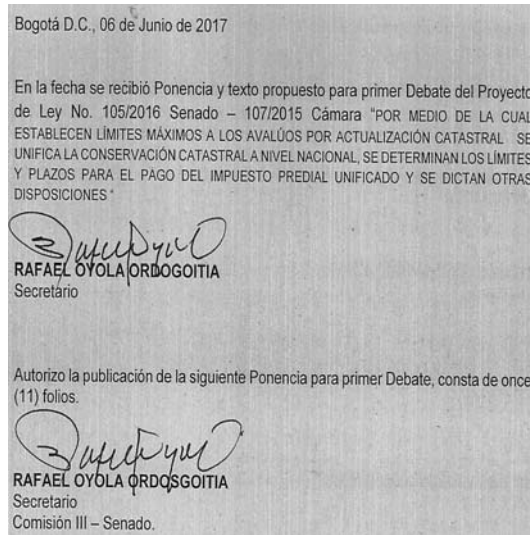 Bogotá D.C., 06 de Junio de 2017
En la fecha se recibió Ponencia y texto propuesto para primer Debate del Proyecto
de Ley No. 105/2016 Senado – 107/2015 Cámara "POR MEDIO DE LA CUAL
ESTABLECEN LÍMITES MÁXIMOS A LOS AVALÚOS POR ACTUALIZACIÓN CATASTRAL SE
UNIFICA LA CONSERVACIÓN CATASTRAL A NIVEL NACIONAL, SE DETERMINAN LOS LÍMITES
Y PLAZOS PARA EL PAGO DEL IMPUESTO PREDIAL UNIFICADO Y SE DICTAN OTRAS
DISPOSICIONES "
RAFAEL OYOLA ORDOGOITIA
Secretario
Autorizo la publicación de la siguiente Ponencia para primer Debate, consta de once
(11) folios.
RAFAEL OYOLA ORDOSGOITIA
Secretario
Comisión III – Senado.